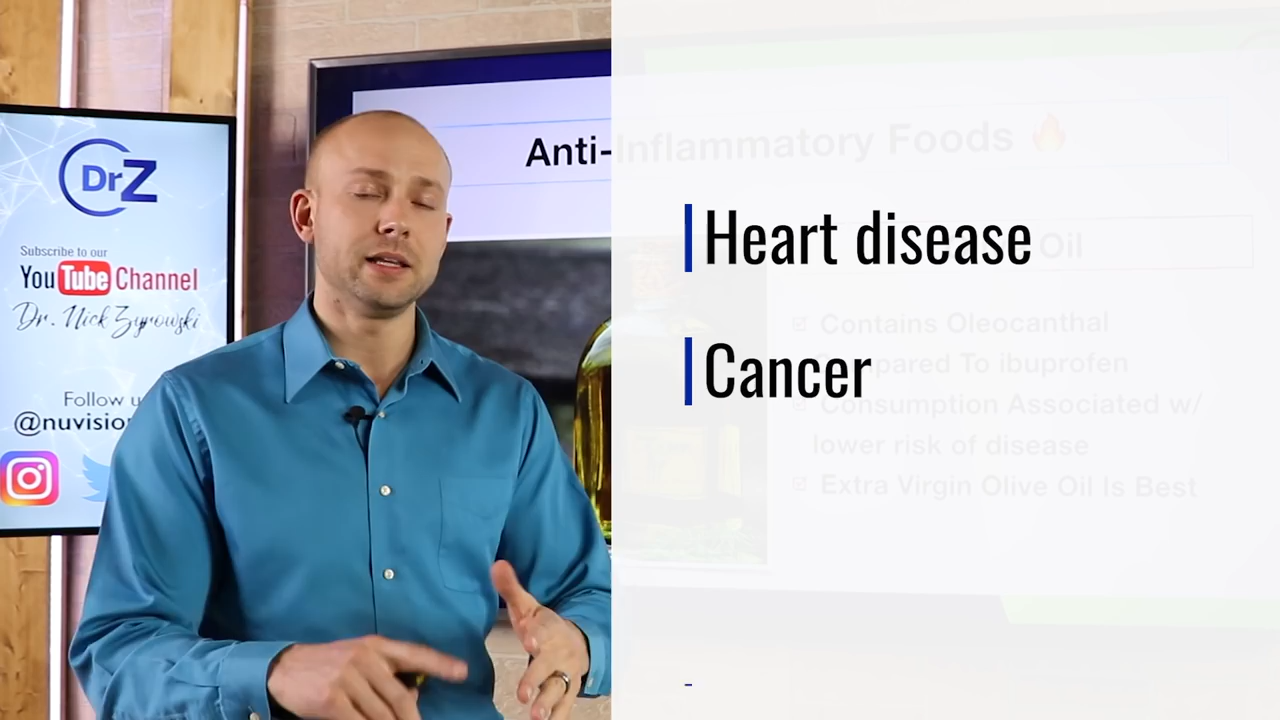 DrZ
Subscribe to our
YouTube Channel
Dr. Nick Zyrowski
Follow u
@nuvision
Anti-Inflammatory Foods 🔥
Oil
Contains Oleocanthal
pared To ibuprofen
Consumption Associated w/
lower risk of disease
Extra Virgin Olive Oil Is Best
Heart disease
Cancer